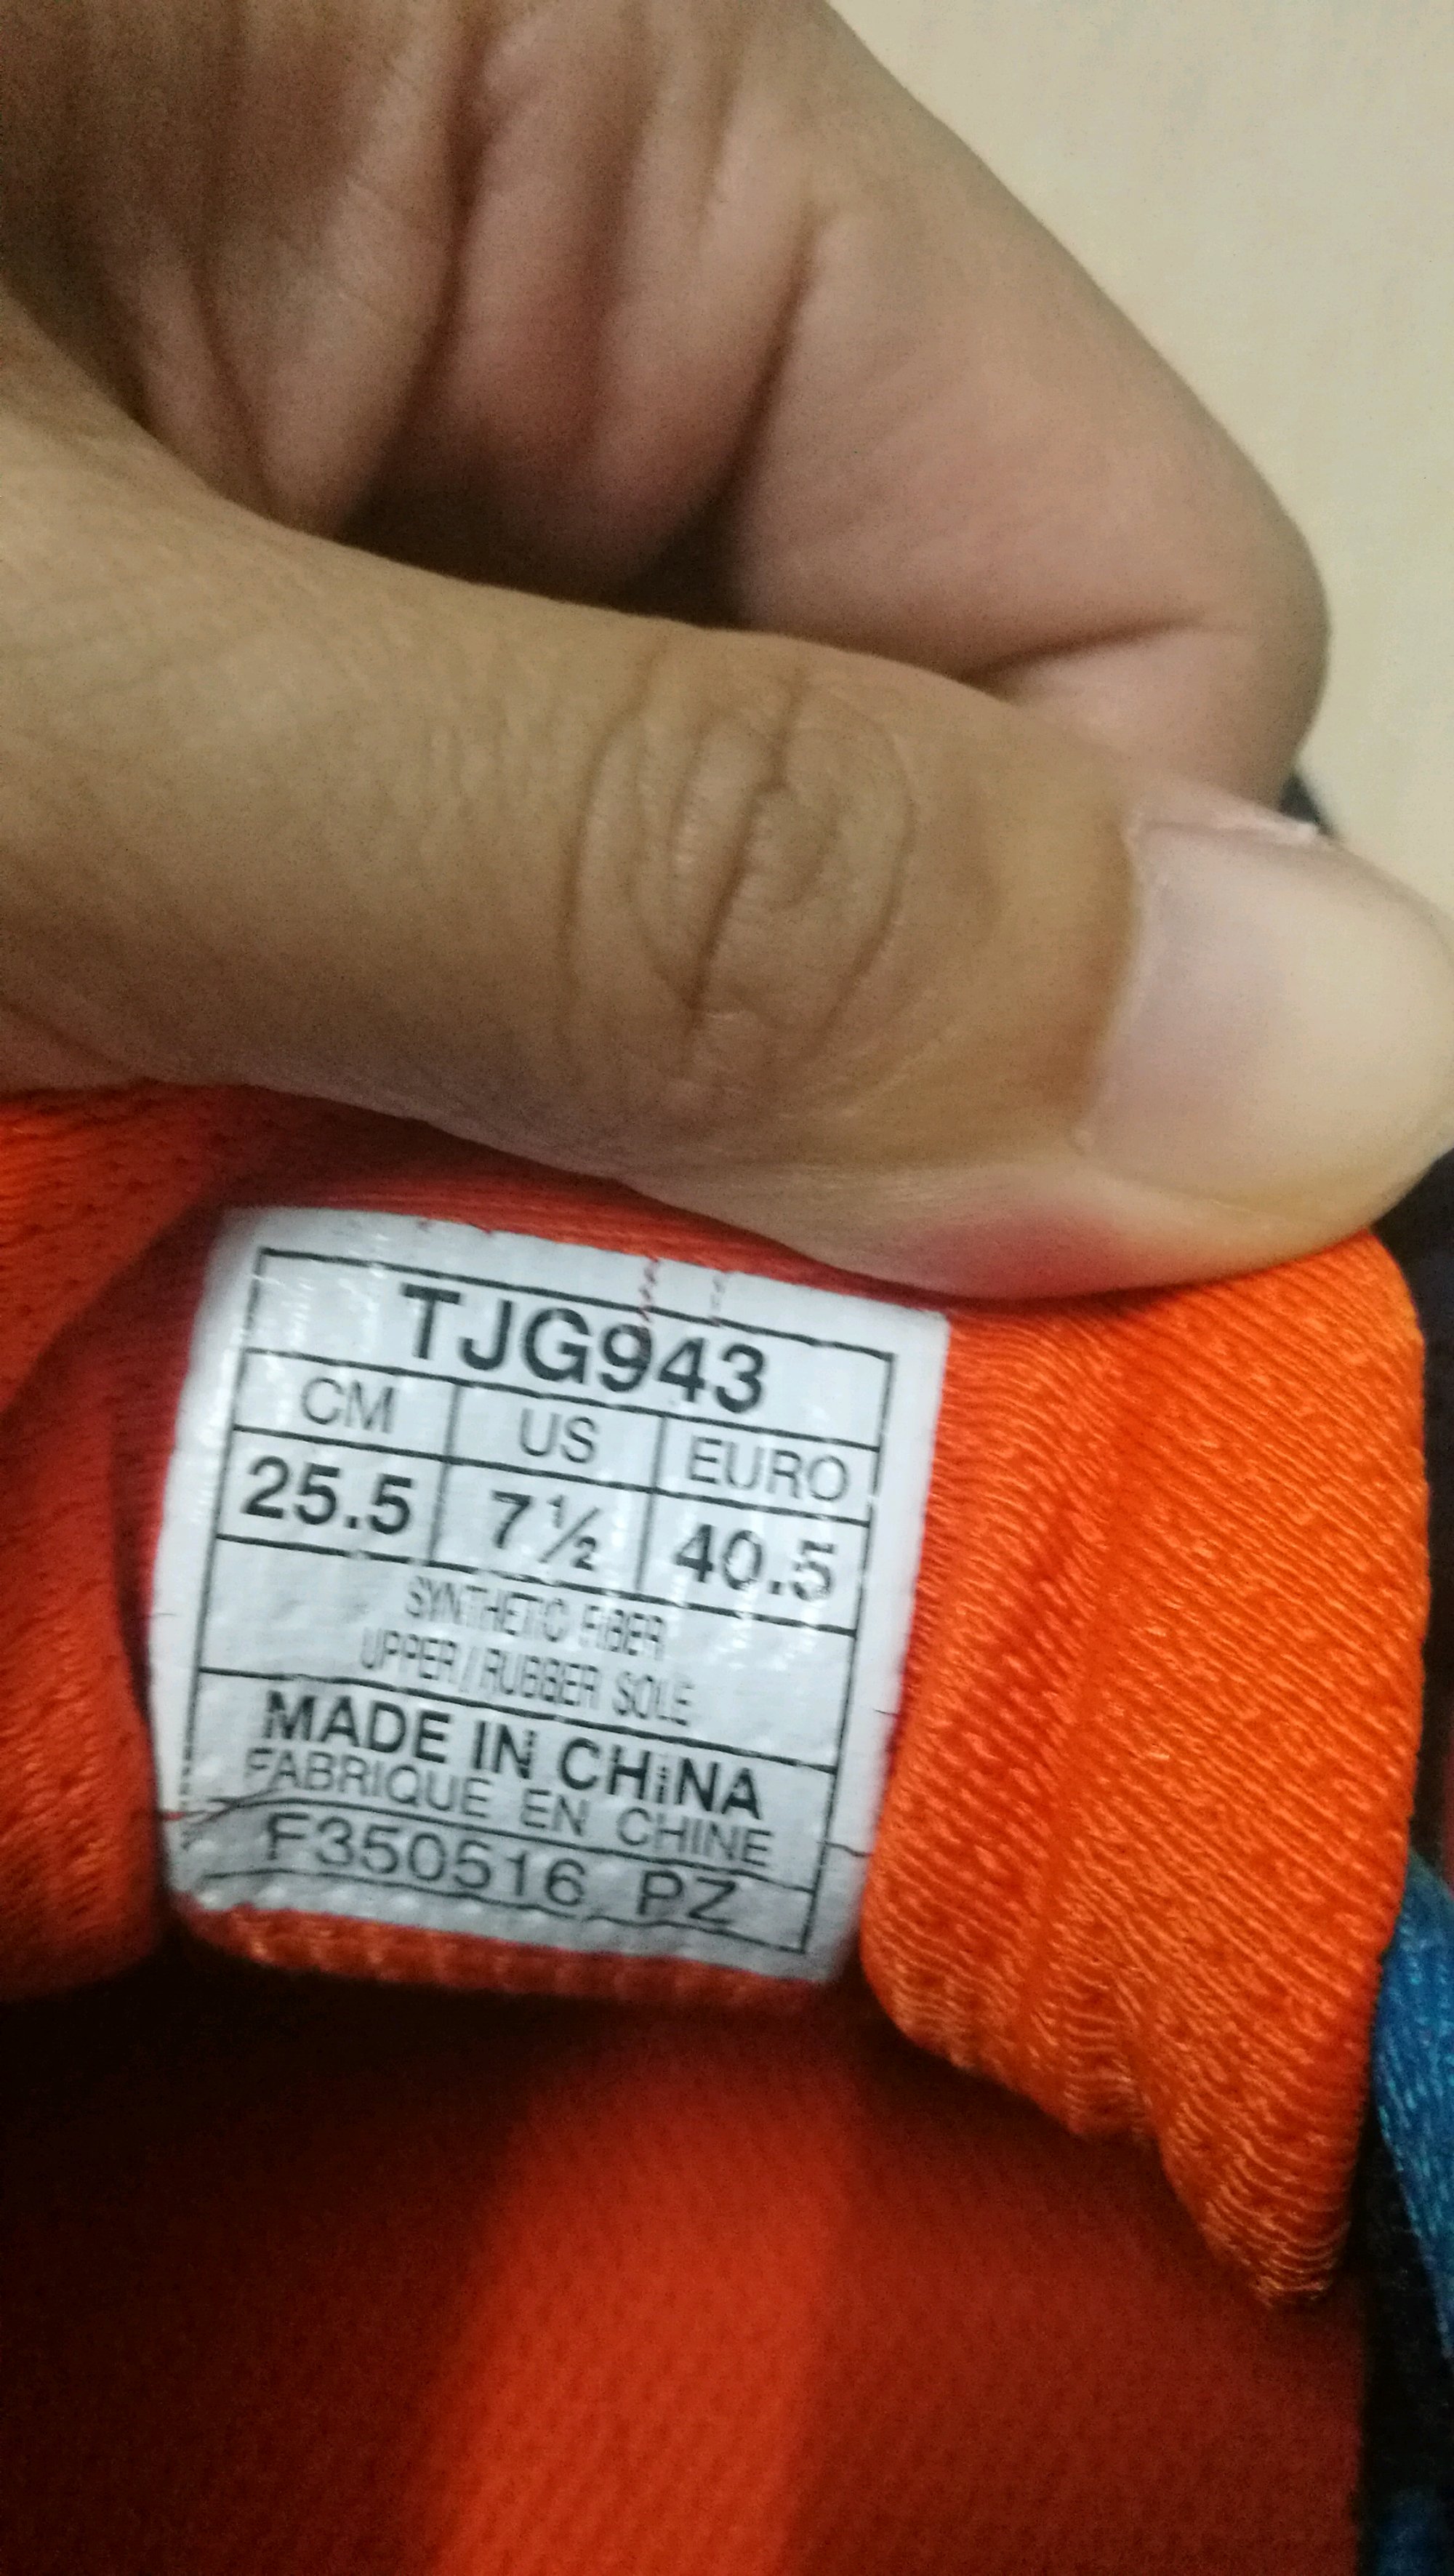 TJG943
CM US EURO
25.5 7½ 40.5
SYNTHETIC FIBER
UPPER/RUBBER SOLE
MADE IN CHiNA
FABRIQUE EN CHINE
F350516 PZ